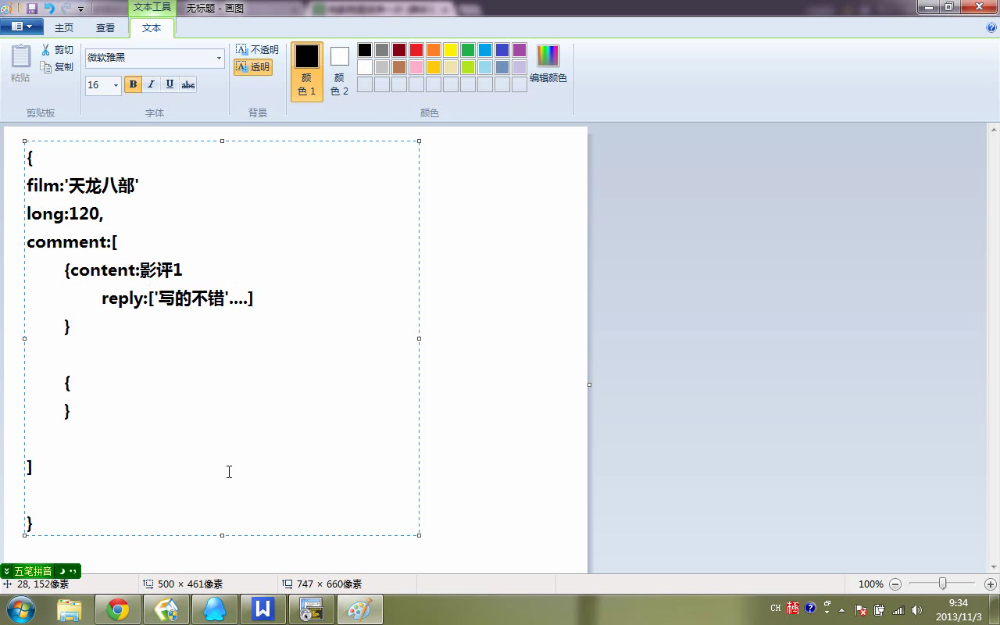 文本工具
无标题 - 画图
主页
查看
文本
粘贴
剪切
复制
剪贴板
微软雅黑
16
B
I
U
abc
字体
A 不透明
A 透明
背景
颜
色 1
颜
色 2
编辑颜色
颜色
{
film:'天龙八部'
long:120,
comment:[
{content:影评1
reply:['写的不错'....]
}
{
}
]
}
五笔拼音
28, 152像素
500 × 461像素
747 × 660像素
100%
W
CH
9:34
2013/11/3